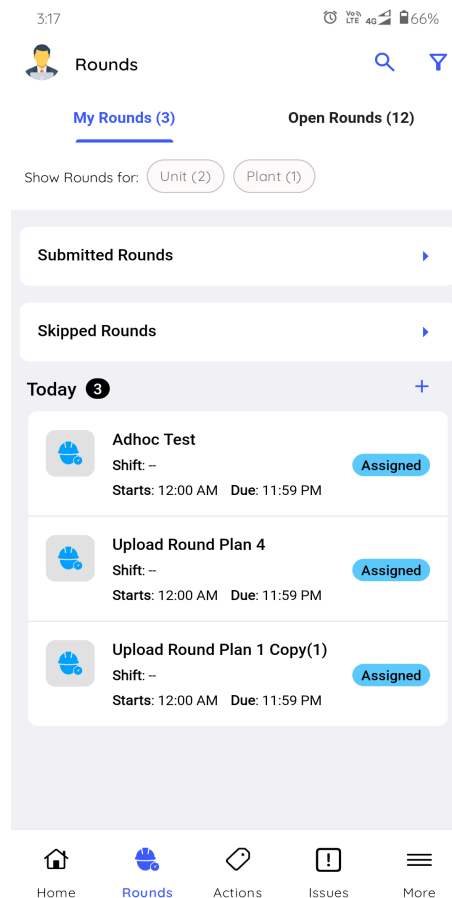 3:17
Vo))
LTE 4G 66%
Rounds
My Rounds (3) Open Rounds (12)
Show Rounds for: Unit (2) Plant (1)
Submitted Rounds
Skipped Rounds
Today 3 +
Adhoc Test
Shift: -- Assigned
Starts: 12:00 AM Due: 11:59 PM
Upload Round Plan 4
Shift: -- Assigned
Starts: 12:00 AM Due: 11:59 PM
Upload Round Plan 1 Copy(1)
Shift: -- Assigned
Starts: 12:00 AM Due: 11:59 PM
Home Rounds Actions Issues More